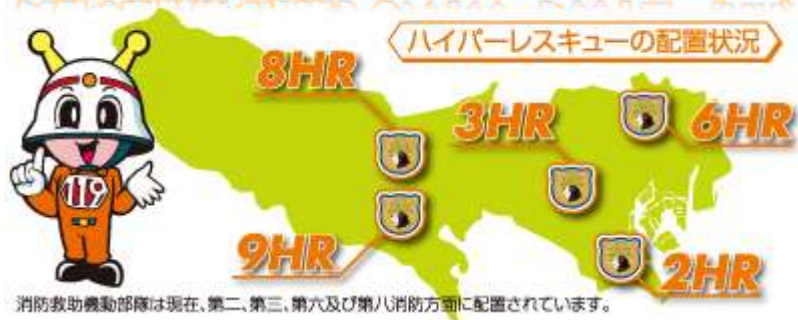 ハイパーレスキューの配置状況
8HR
3HR
6HR
119
9HR
2HR
消防救助機動部隊は現在、第二、第三、第六及び第八消防方面に配置されています。